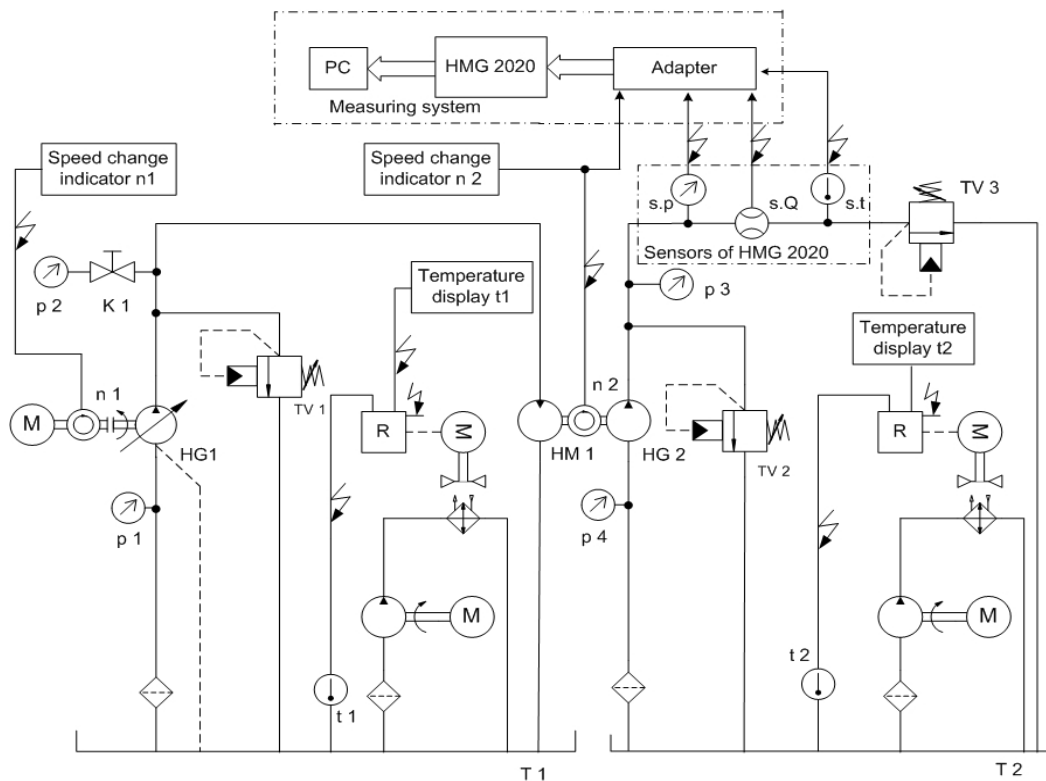 PC
HMG 2020
Adapter
Measuring system
Speed change
indicator n1
Speed change
indicator n 2
s.p
s.Q
s.t
TV 3
Sensors of HMG 2020
p 2
K 1
Temperature
display t1
p 3
Temperature
display t2
n 1
TV 1
n 2
M
HG1
R
M
HM 1
HG 2
TV 2
R
M
p 1
p 4
M
M
t 1
t 2
T 1
T 2